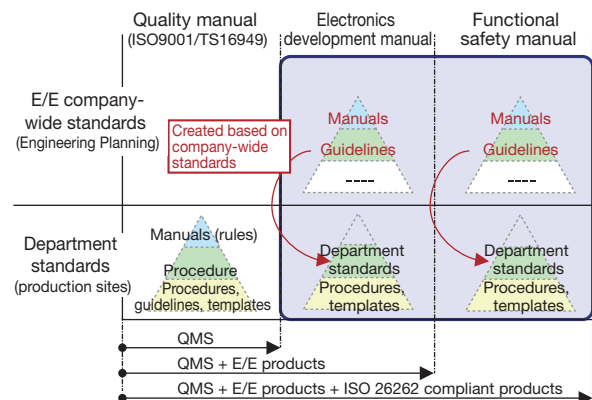 Quality manual
(ISO9001/TS16949)
Electronics
development manual
Functional
safety manual
E/E company-
wide standards
(Engineering Planning)
Created based on
company-wide
standards
Manuals
Guidelines
----
Manuals
Guidelines
----
Department
standards
(production sites)
Manuals (rules)
Procedure
Procedures,
guidelines, templates
Department
standards
Procedures,
templates
Department
standards
Procedures,
templates
QMS
QMS + E/E products
QMS + E/E products + ISO 26262 compliant products